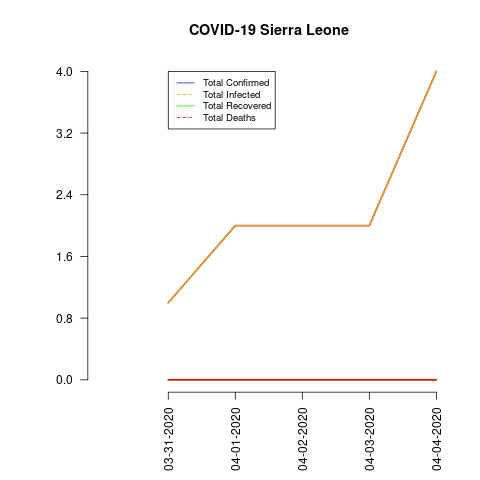 COVID-19 Sierra Leone
4.0
3.2
2.4
1.6
0.8
0.0
Total Confirmed
Total Infected
Total Recovered
Total Deaths
03-31-2020
04-01-2020
04-02-2020
04-03-2020
04-04-2020